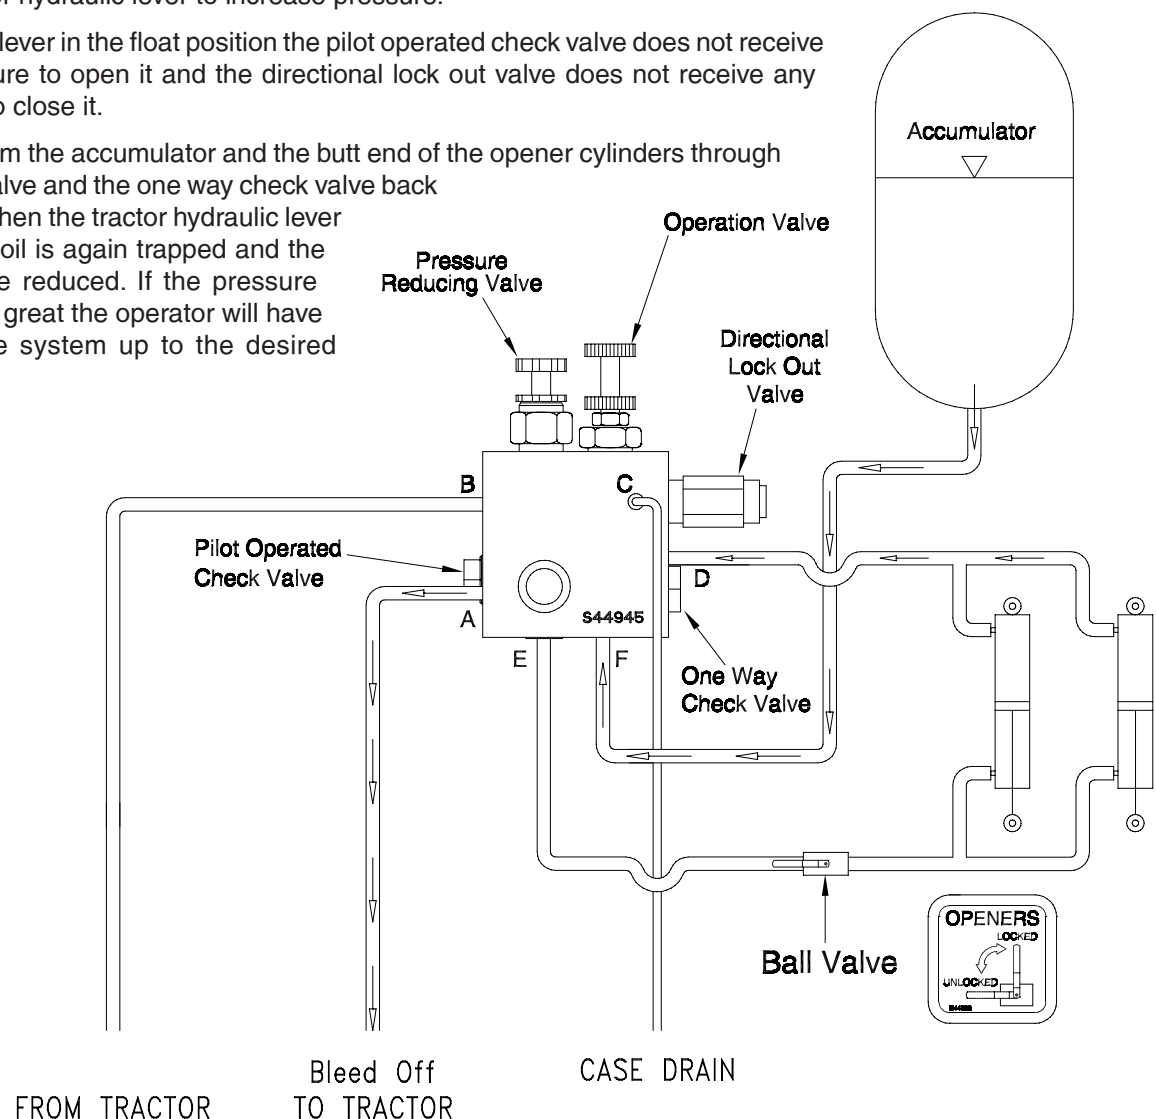 hydraulic lever to increase pressure.
lever in the float position the pilot operated check valve does not receive
ure to open it and the directional lock out valve does not receive any
close it.
m the accumulator and the butt end of the opener cylinders through
alve and the one way check valve back
hen the tractor hydraulic lever
oil is again trapped and the
e reduced. If the pressure
great the operator will have
e system up to the desired
Accumulator
Operation Valve
Pressure
Reducing Valve
Directional
Lock Out
Valve
B
C
Pilot Operated
Check Valve
D
A
S44945
E
F
One Way
Check Valve
Ball Valve
OPENERS
LOCKED
UNLOCKED
Bleed Off
CASE DRAIN
FROM TRACTOR
TO TRACTOR